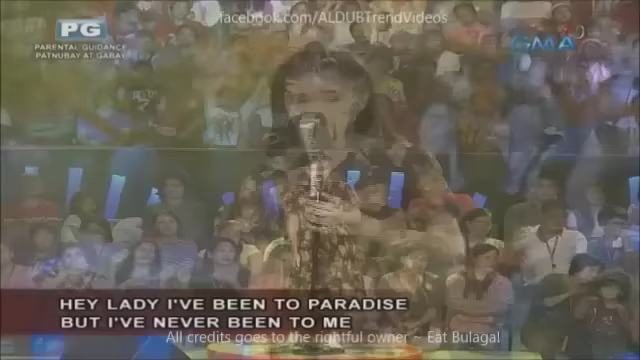 facebook.com/ALDUBTrendVideos
PG
PARENTAL GUIDANCE
PATNUBAY AT GABAY
GMA
HEY LADY I'VE BEEN TO PARADISE
BUT I'VE NEVER BEEN TO ME
All credits goes to the rightful owner ~ Eat Bulaga!